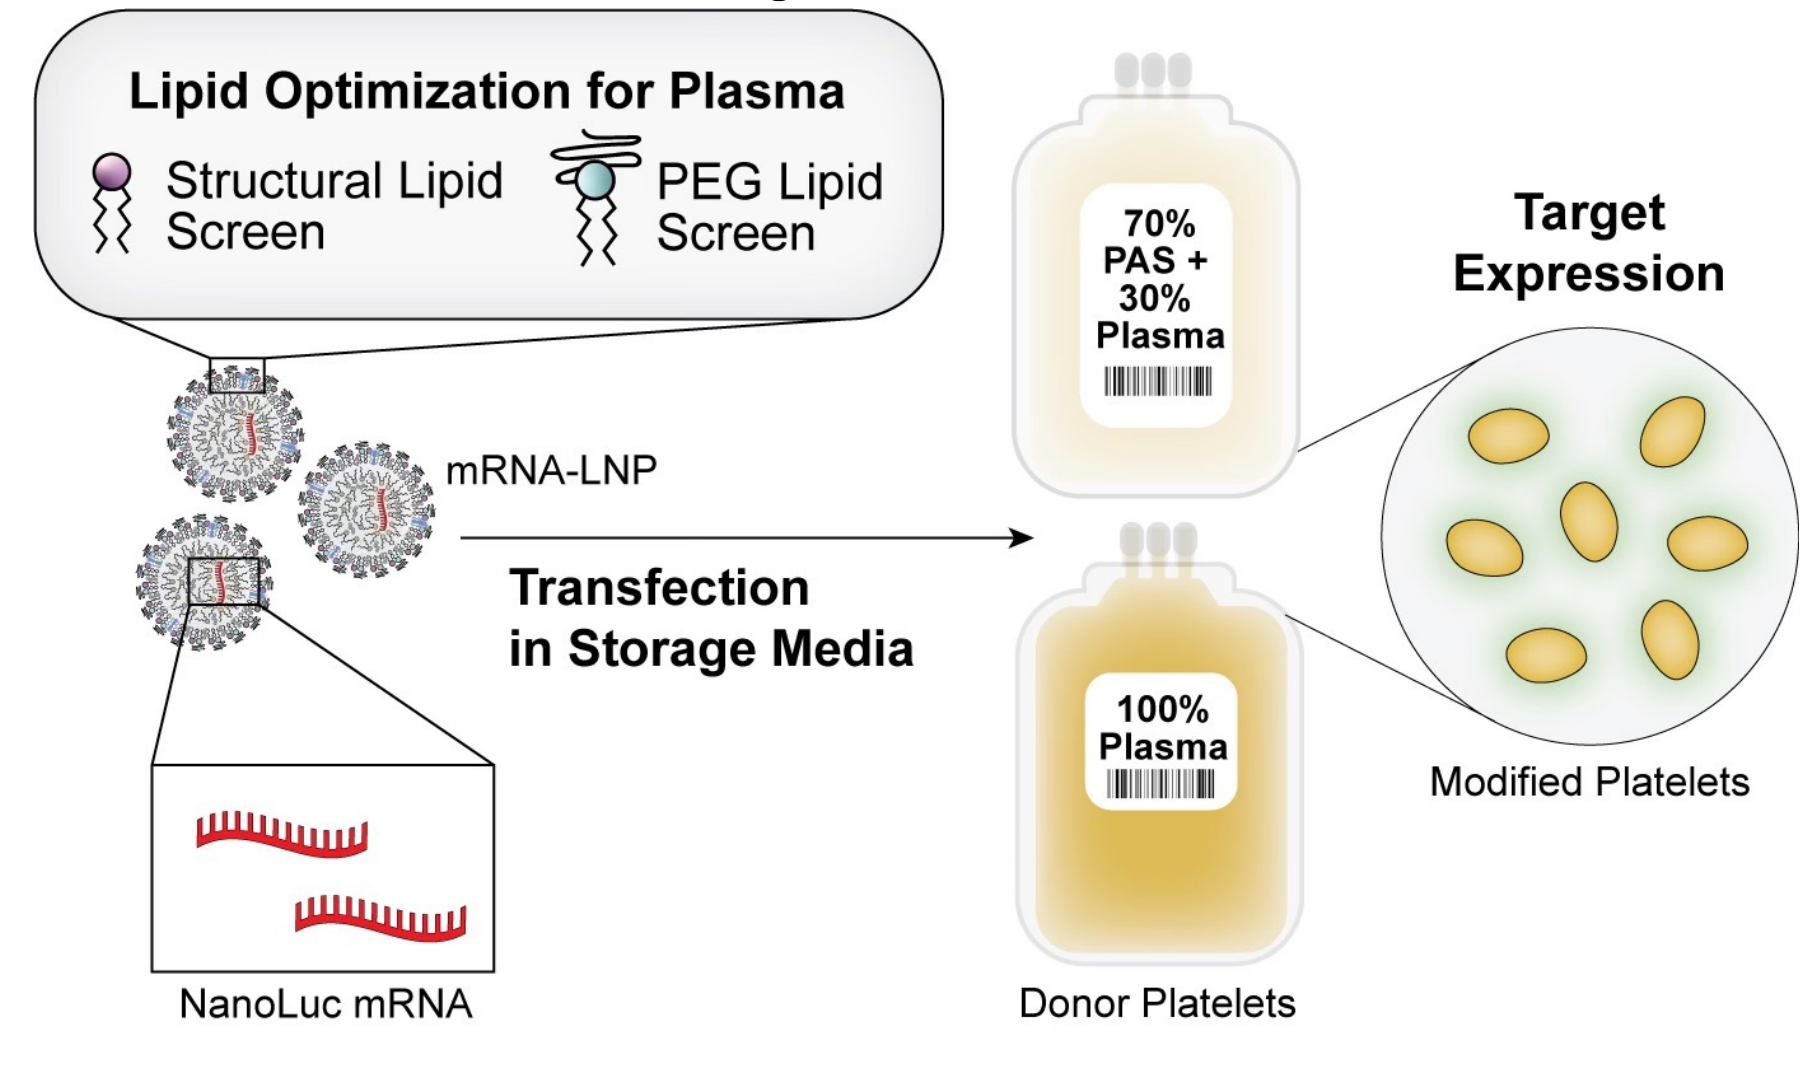 Lipid Optimization for Plasma
Structural Lipid
Screen
PEG Lipid
Screen
mRNA-LNP
Transfection
in Storage Media
NanoLuc mRNA
70%
PAS +
30%
Plasma
100%
Plasma
Donor Platelets
Target
Expression
Modified Platelets